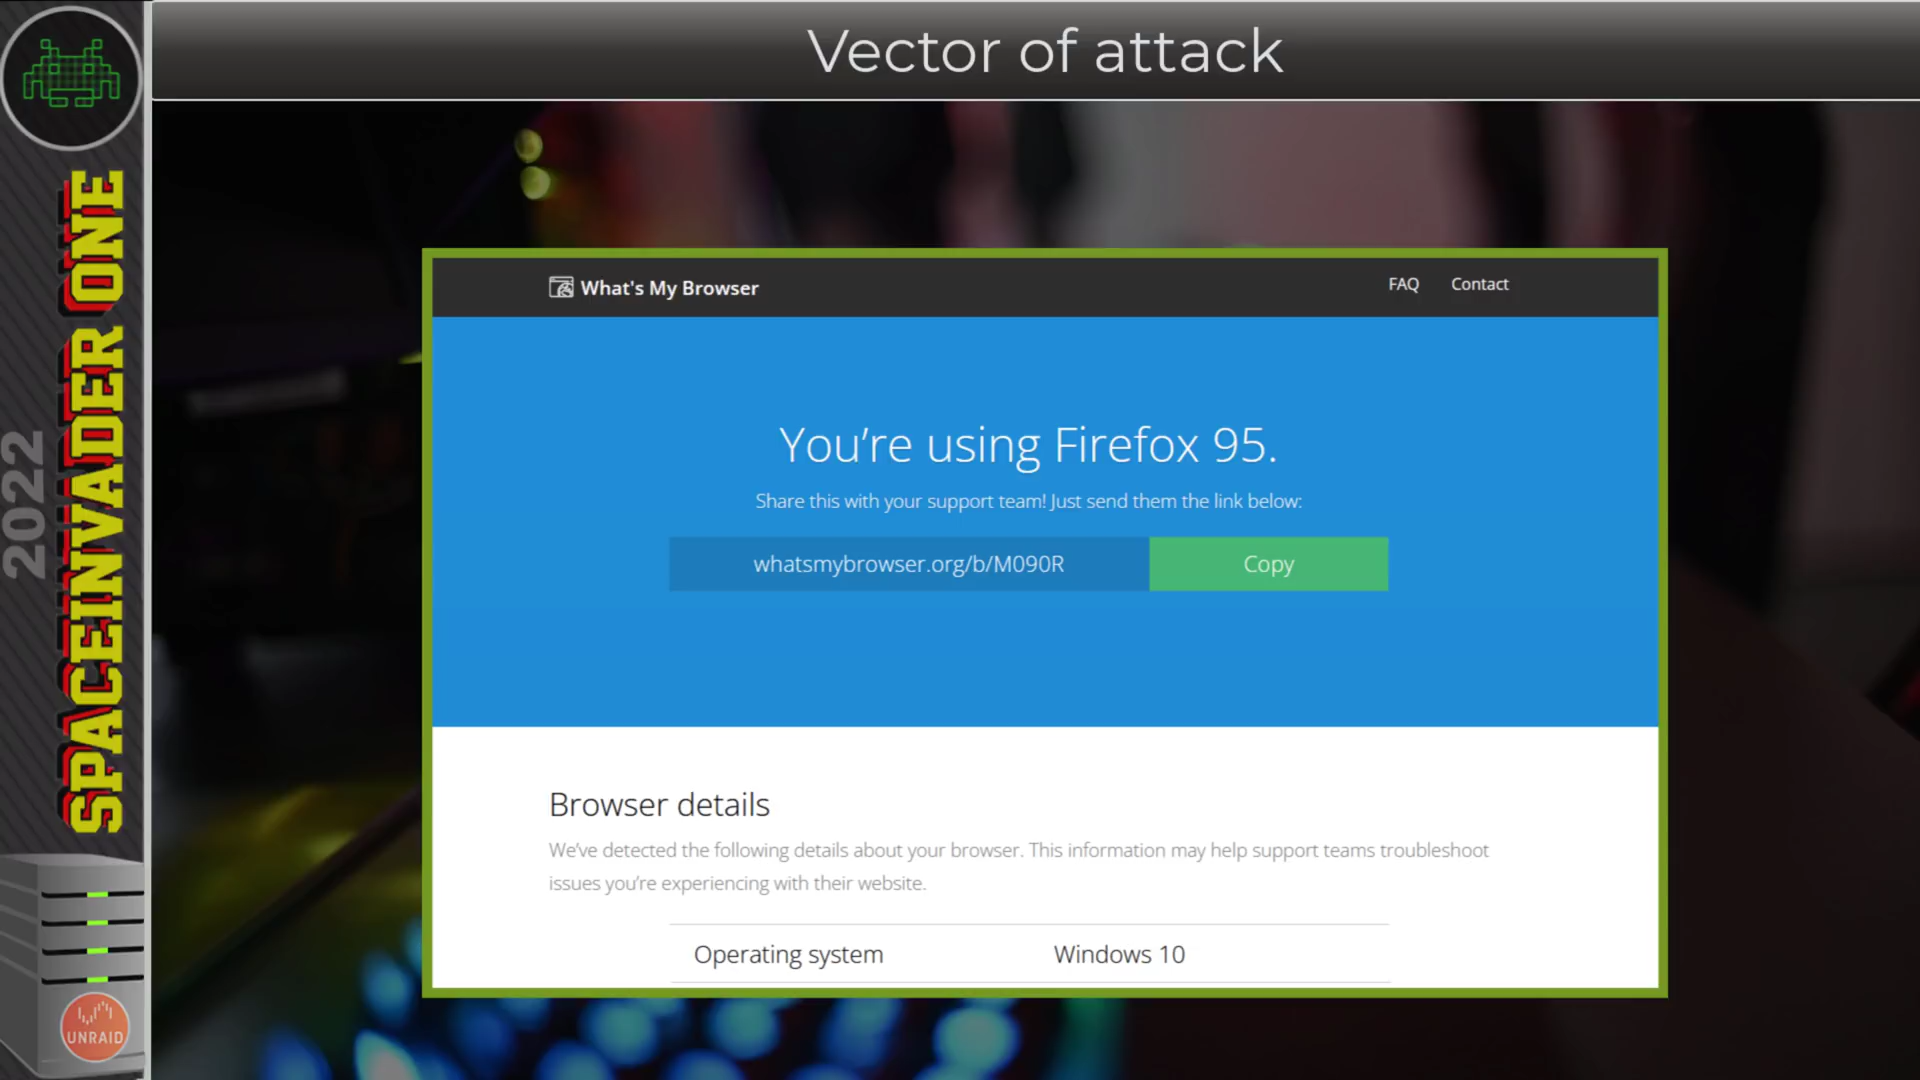 Vector of attack
2022
SPACEINVADER ONE
UNRAID
What's My Browser
FAQ
Contact
You’re using Firefox 95.
Share this with your support team! Just send them the link below:
whatsmybrowser.org/b/M090R
Copy
Browser details
We’ve detected the following details about your browser. This information may help support teams troubleshoot
issues you’re experiencing with their website.
Operating system Windows 10